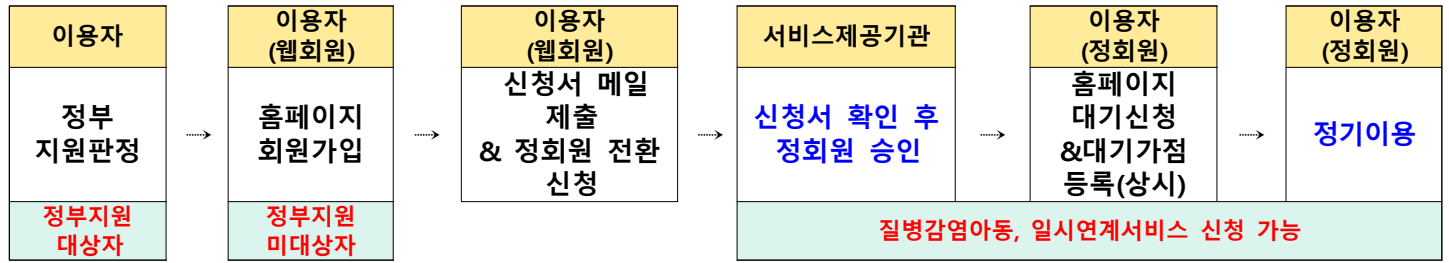 이용자
정부
지원판정
정부지원
대상자
이용자
(웹회원)
홈페이지
회원가입
정부지원
미대상자
이용자
(웹회원)
신청서 메일
제출
& 정회원 전환
신청
서비스제공기관
신청서 확인 후
정회원 승인
이용자
(정회원)
홈페이지
대기신청
&대기가점
등록(상시)
이용자
(정회원)
정기이용
질병감염아동, 일시연계서비스 신청 가능